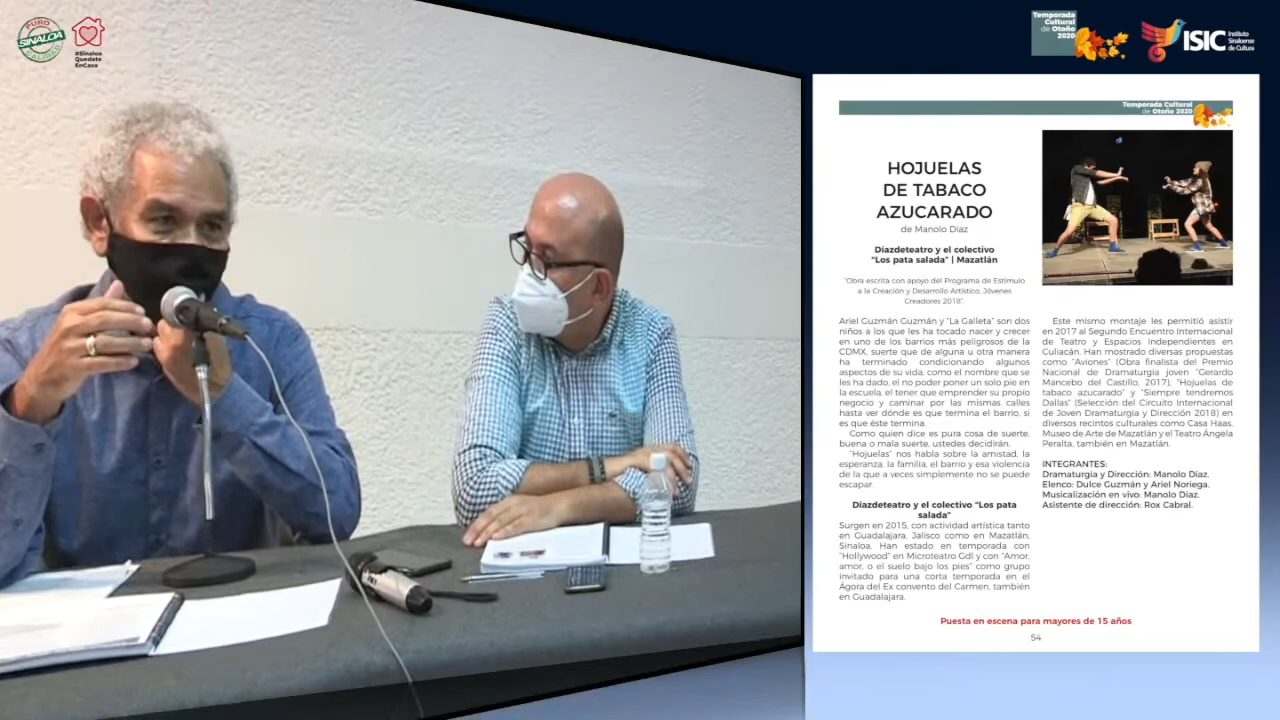 PURO
SINALOA
CALIDAD
#Sinaloa
Quedate
EnCasa
Temporada
Cultural
de Otoño
2020
ISIC
Instituto
Sinaloense
de Cultura
Temporada Cultural
de Otoño 2020
HOJUELAS
DE TABACO
AZUCARADO
de Manolo Díaz
Díazdeteatro y el colectivo
"Los pata salada" | Mazatlán
"Obra escrita con apoyo del Programa de Estímulo
a la Creación y Desarrollo Artístico, Jóvenes
Creadores 2018".
Ariel Guzmán Guzmán y "La Galleta" son dos
niños a los que les ha tocado nacer y crecer
en uno de los barrios más peligrosos de la
CDMX, suerte que de alguna u otra manera
ha terminado condicionando algunos
aspectos de su vida, como el nombre que se
les ha dado, el no poder poner un solo pie en
la escuela, el tener que emprender su propio
negocio y caminar por las mismas calles
hasta ver dónde es que termina el barrio, si
es que éste termina.
Como quien dice es pura cosa de suerte,
buena o mala suerte, ustedes decidirán.
"Hojuelas" nos habla sobre la amistad, la
esperanza, la familia, el barrio y esa violencia
de la que a veces simplemente no se puede
escapar.
Díazdeteatro y el colectivo "Los pata
salada"
Surgen en 2015, con actividad artística tanto
en Guadalajara, Jalisco como en Mazatlán,
Sinaloa. Han estado en temporada con
"Hollywood" en Microteatro Gdl y con "Amor,
amor, o el suelo bajo los pies" como grupo
invitado para una corta temporada en el
Ágora del Ex convento del Carmen, también
en Guadalajara.
Este mismo montaje les permitió asistir
en 2017 al Segundo Encuentro Internacional
de Teatro y Espacios Independientes en
Culiacán. Han mostrado diversas propuestas
como "Aviones" (Obra finalista del Premio
Nacional de Dramaturgia joven "Gerardo
Mancebo del Castillo, 2017), "Hojuelas de
tabaco azucarado" y "Siempre tendremos
Dallas" (Selección del Circuito Internacional
de Joven Dramaturgia y Dirección 2018) en
diversos recintos culturales como Casa Haas,
Museo de Arte de Mazatlán y el Teatro Ángela
Peralta, también en Mazatlán.
INTEGRANTES:
Dramaturgia y Dirección: Manolo Díaz.
Elenco: Dulce Guzmán y Ariel Noriega.
Musicalización en vivo: Manolo Díaz.
Asistente de dirección: Rox Cabral.
Puesta en escena para mayores de 15 años
54